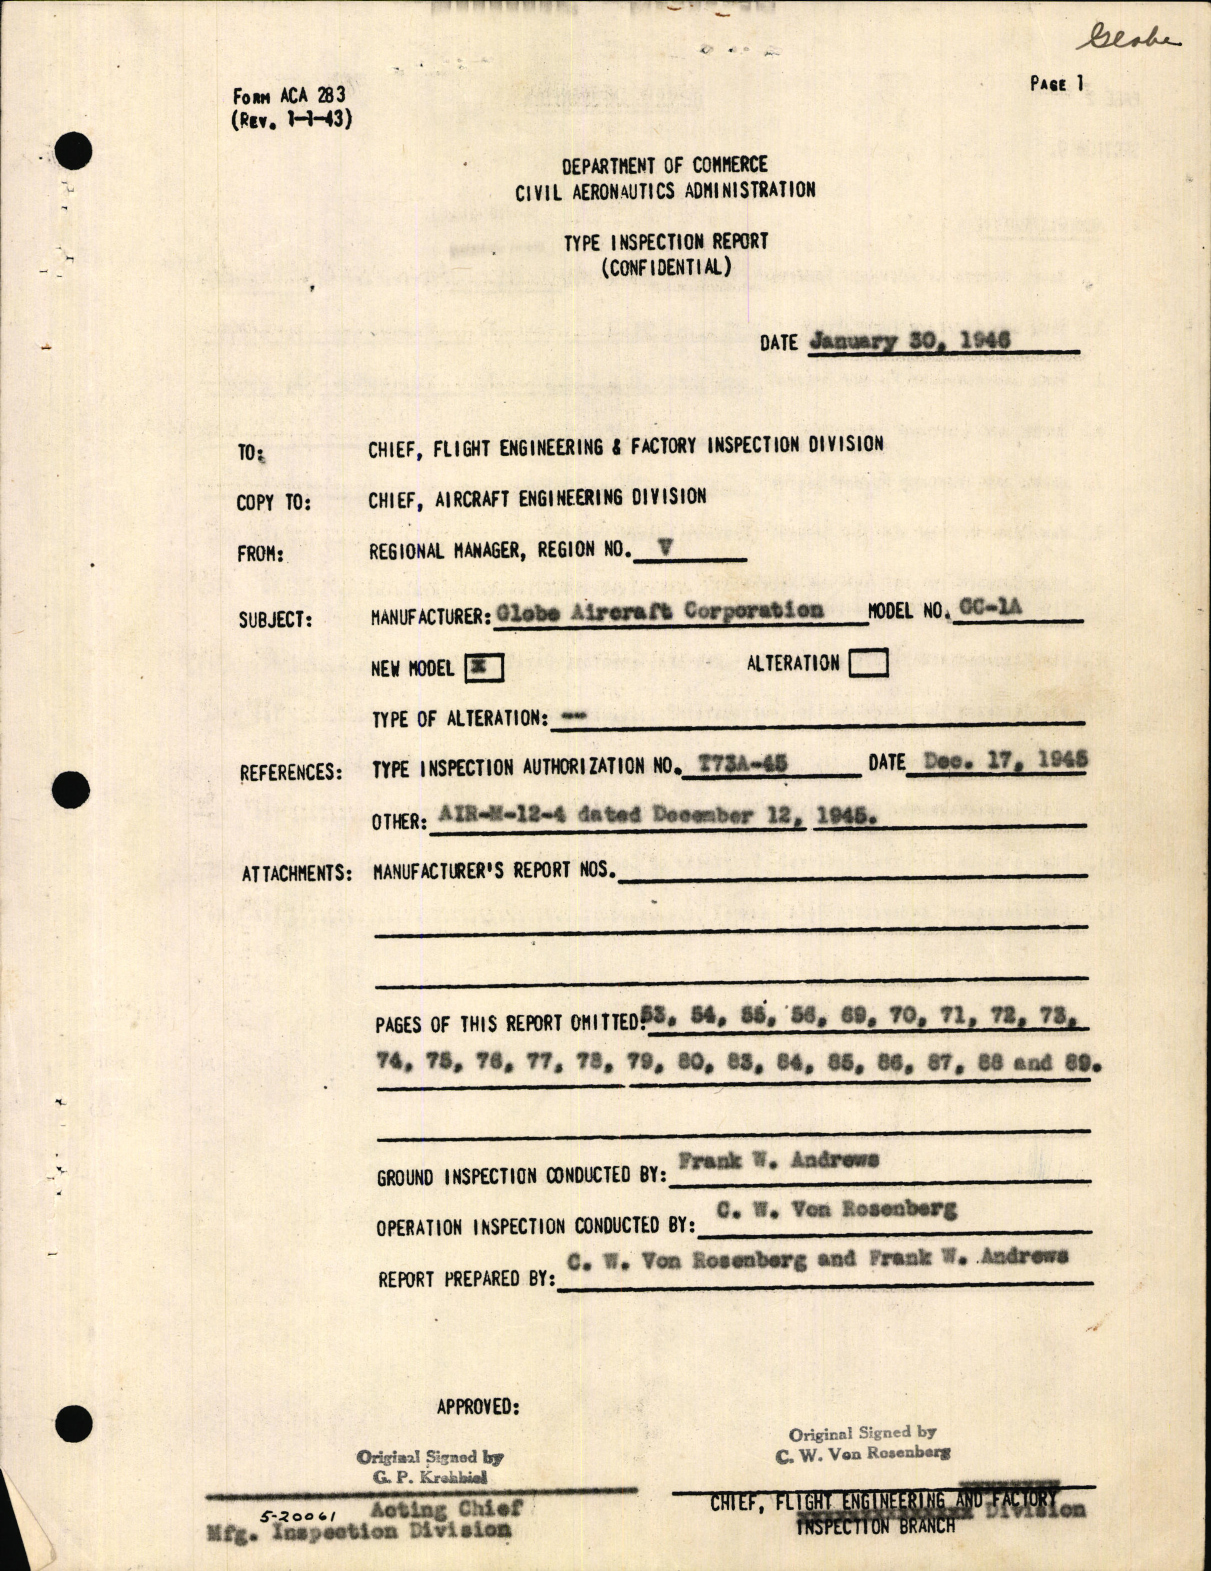 Globe
PAGE 1
FORM ACA 283
(REV. 1-1-43)
DEPARTMENT OF COMMERCE
CIVIL AERONAUTICS ADMINISTRATION
TYPE INSPECTION REPORT
(CONFIDENTIAL)
DATE January 30, 1946
TO: CHIEF, FLIGHT ENGINEERING & FACTORY INSPECTION DIVISION
COPY TO: CHIEF, AIRCRAFT ENGINEERING DIVISION
FROM: REGIONAL MANAGER, REGION NO. V
SUBJECT: MANUFACTURER: Globe Aircraft Corporation MODEL NO. GC-1A
NEW MODEL X ALTERATION
TYPE OF ALTERATION: --
REFERENCES: TYPE INSPECTION AUTHORIZATION NO. T73A-45 DATE Dec. 17, 1945
OTHER: AIR-M-12-4 dated December 12, 1945.
ATTACHMENTS: MANUFACTURER'S REPORT NOS.
PAGES OF THIS REPORT OMITTED: 53, 54, 55, 56, 69, 70, 71, 72, 73,
74, 75, 76, 77, 78, 79, 80, 83, 84, 85, 86, 87, 88 and 89.
GROUND INSPECTION CONDUCTED BY: Frank W. Andrews
OPERATION INSPECTION CONDUCTED BY: C. W. Von Rosenberg
REPORT PREPARED BY: C. W. Von Rosenberg and Frank W. Andrews
APPROVED:
Original Signed by
G. P. Krehbiel
5-20061 Acting Chief
Mfg. Inspection Division
Original Signed by
C. W. Von Rosenberg
CHIEF, FLIGHT ENGINEERING AND FACTORY
Division
INSPECTION BRANCH